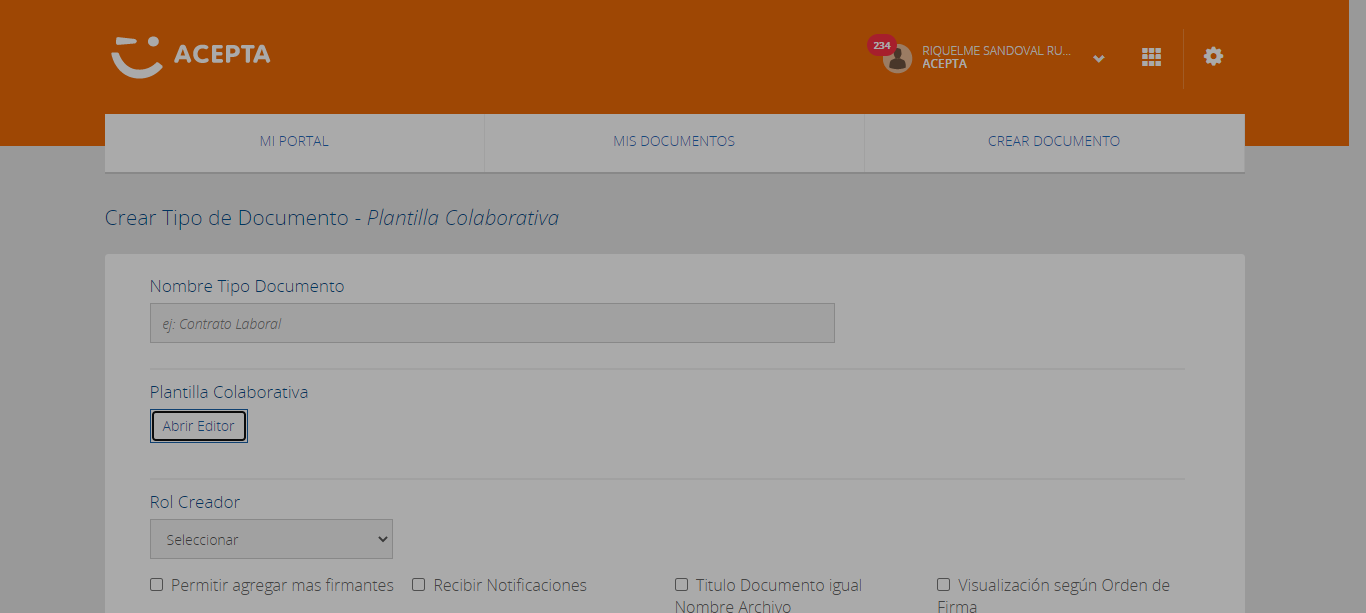 ACEPTA
234
RIQUELME SANDOVAL RU...
ACEPTA
MI PORTAL
MIS DOCUMENTOS
CREAR DOCUMENTO
Crear Tipo de Documento - Plantilla Colaborativa
Nombre Tipo Documento
ej: Contrato Laboral
Plantilla Colaborativa
Abrir Editor
Rol Creador
Seleccionar
Permitir agregar mas firmantes
Recibir Notificaciones
Titulo Documento igual
Nombre Archivo
Visualización según Orden de
Firma